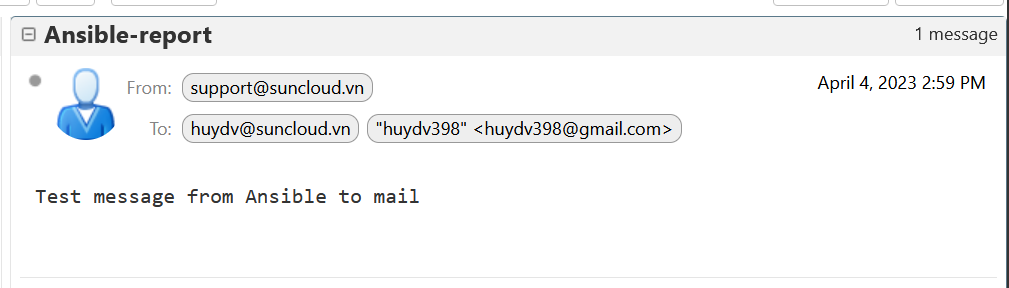 Ansible-report 1 message
From: support@suncloud.vn April 4, 2023 2:59 PM
To: huydv@suncloud.vn "huydv398" <huydv398@gmail.com>
Test message from Ansible to mail